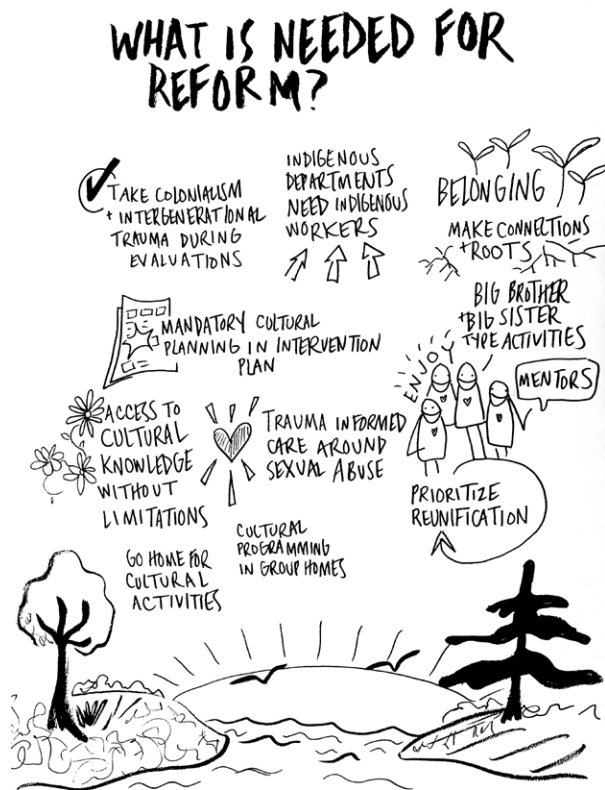 WHAT IS NEEDED FOR
REFORM?
TAKE COLONIALISM
+ INTERGENERATIONAL
TRAUMA DURING
EVALUATIONS
INDIGENOUS
DEPARTMENTS
NEED INDIGENOUS
WORKERS
BELONGING
MAKE CONNECTIONS
+ ROOTS
MANDATORY CULTURAL
PLANNING IN INTERVENTION
PLAN
BIG BROTHER
+ BIG SISTER
TYPE ACTIVITIES
ENJOY
MENTORS
ACCESS TO
CULTURAL
KNOWLEDGE
WITHOUT
LIMITATIONS
TRAUMA INFORMED
CARE AROUND
SEXUAL ABUSE
PRIORITIZE
REUNIFICATION
GO HOME FOR
CULTURAL
ACTIVITIES
CULTURAL
PROGRAMMING
IN GROUP HOMES